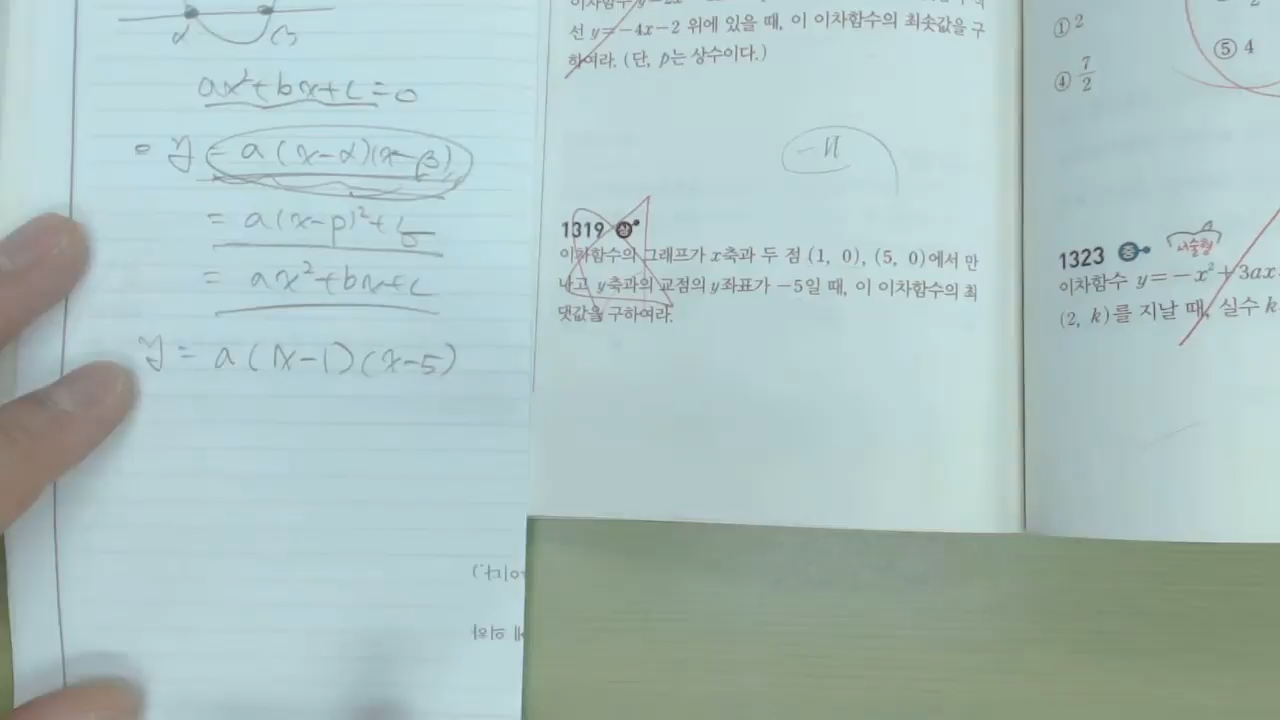 α β
ax²+bx+c=0
= y = a(x-α)(x-β)
= a(x-p)²+q
= ax²+bx+c
y = a(x-1)(x-5)
선 y=-4x-2 위에 있을 때, 이 이차함수의 최솟값을 구
하여라. (단, p는 상수이다.)
1319 상
이차함수의 그래프가 x축과 두 점 (1, 0), (5, 0)에서 만
나고 y축과의 교점의 y좌표가 -5일 때, 이 이차함수의 최
댓값을 구하여라.
① 2
⑤ 4
④ 7/2
1323 중 서술형
이차함수 y=-x²+3ax
(2, k)를 지날 때, 실수 k